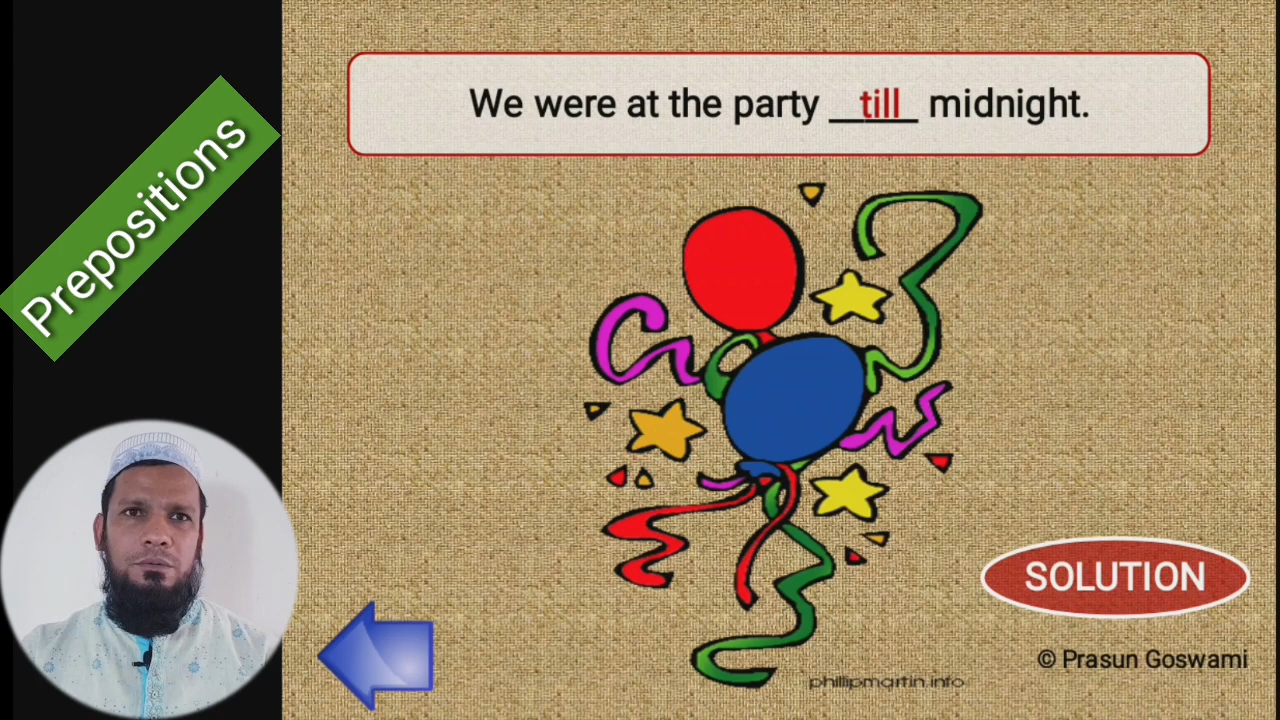 Prepositions
We were at the party till midnight.
SOLUTION
© Prasun Goswami
phillipmartin.info